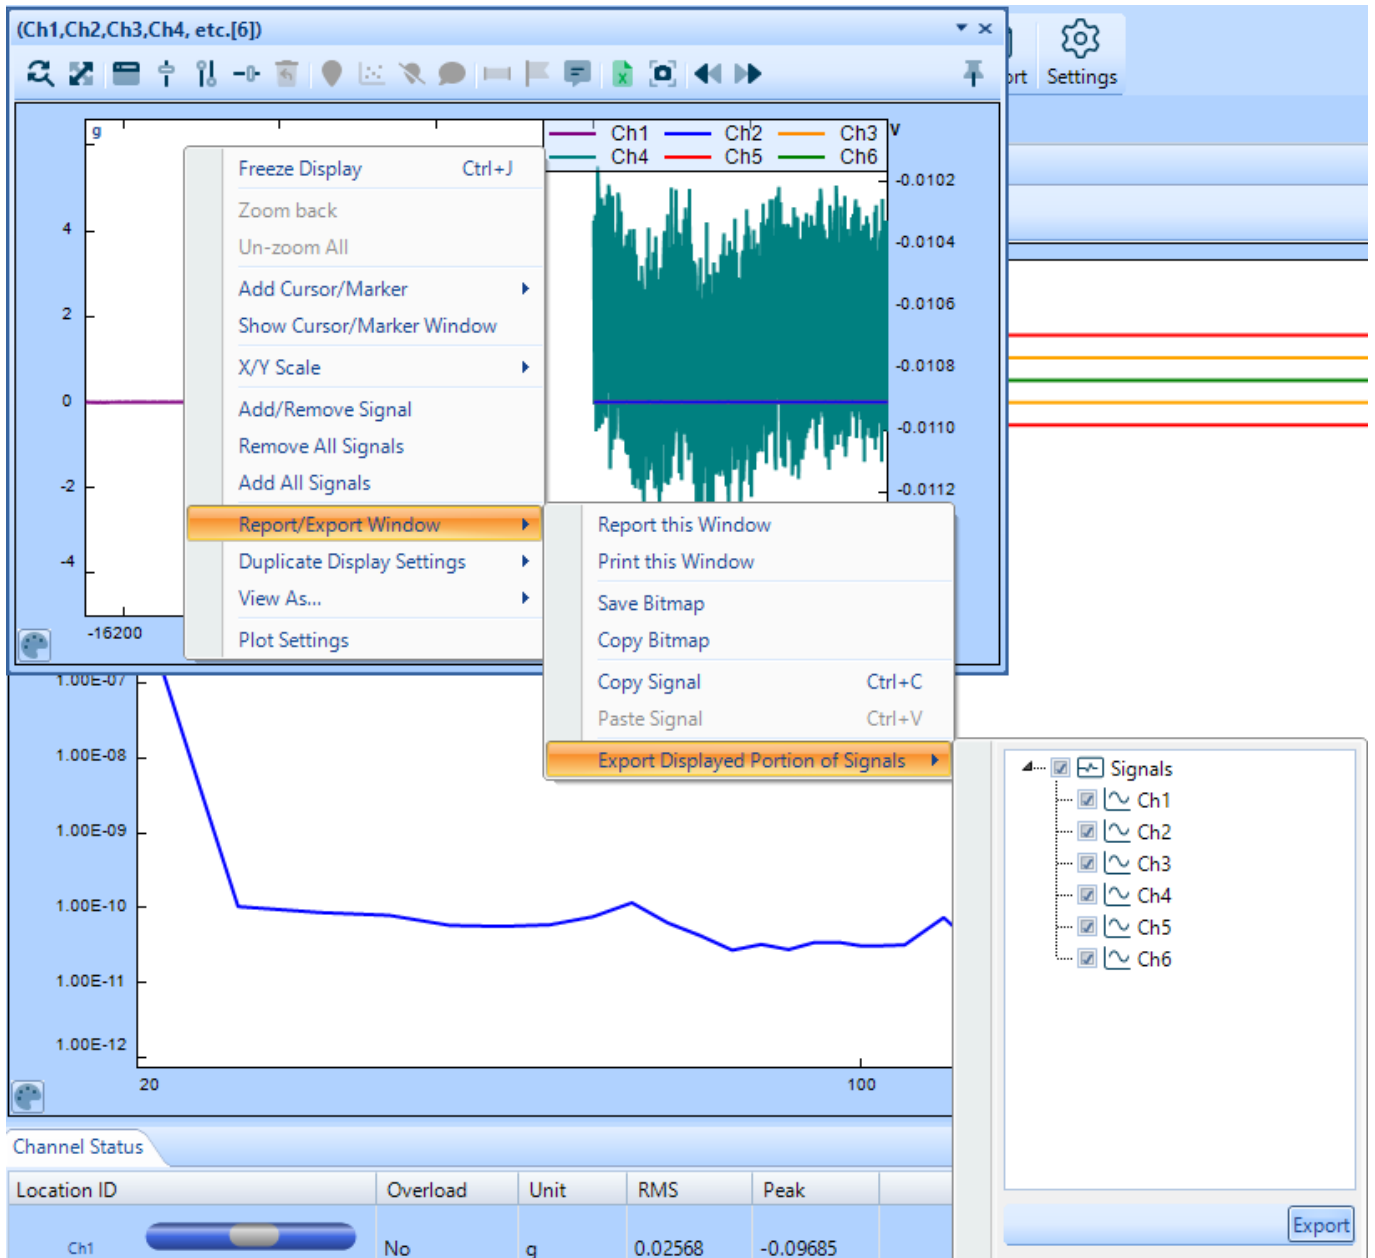 (Ch1,Ch2,Ch3,Ch4, etc.[6])
Settings
g
Ch1 Ch2 Ch3
Ch4 Ch5 Ch6
V
4
2
0
-2
-4
-16200
-0.0102
-0.0104
-0.0106
-0.0108
-0.0110
-0.0112
Freeze Display Ctrl+J
Zoom back
Un-zoom All
Add Cursor/Marker
Show Cursor/Marker Window
X/Y Scale
Add/Remove Signal
Remove All Signals
Add All Signals
Report/Export Window
Duplicate Display Settings
View As...
Plot Settings
Report this Window
Print this Window
Save Bitmap
Copy Bitmap
Copy Signal Ctrl+C
Paste Signal Ctrl+V
Export Displayed Portion of Signals
Signals
Ch1
Ch2
Ch3
Ch4
Ch5
Ch6
Export
1.00E-07
1.00E-08
1.00E-09
1.00E-10
1.00E-11
1.00E-12
20 100
Channel Status
Location ID Overload Unit RMS Peak
Ch1 No g 0.02568 -0.09685